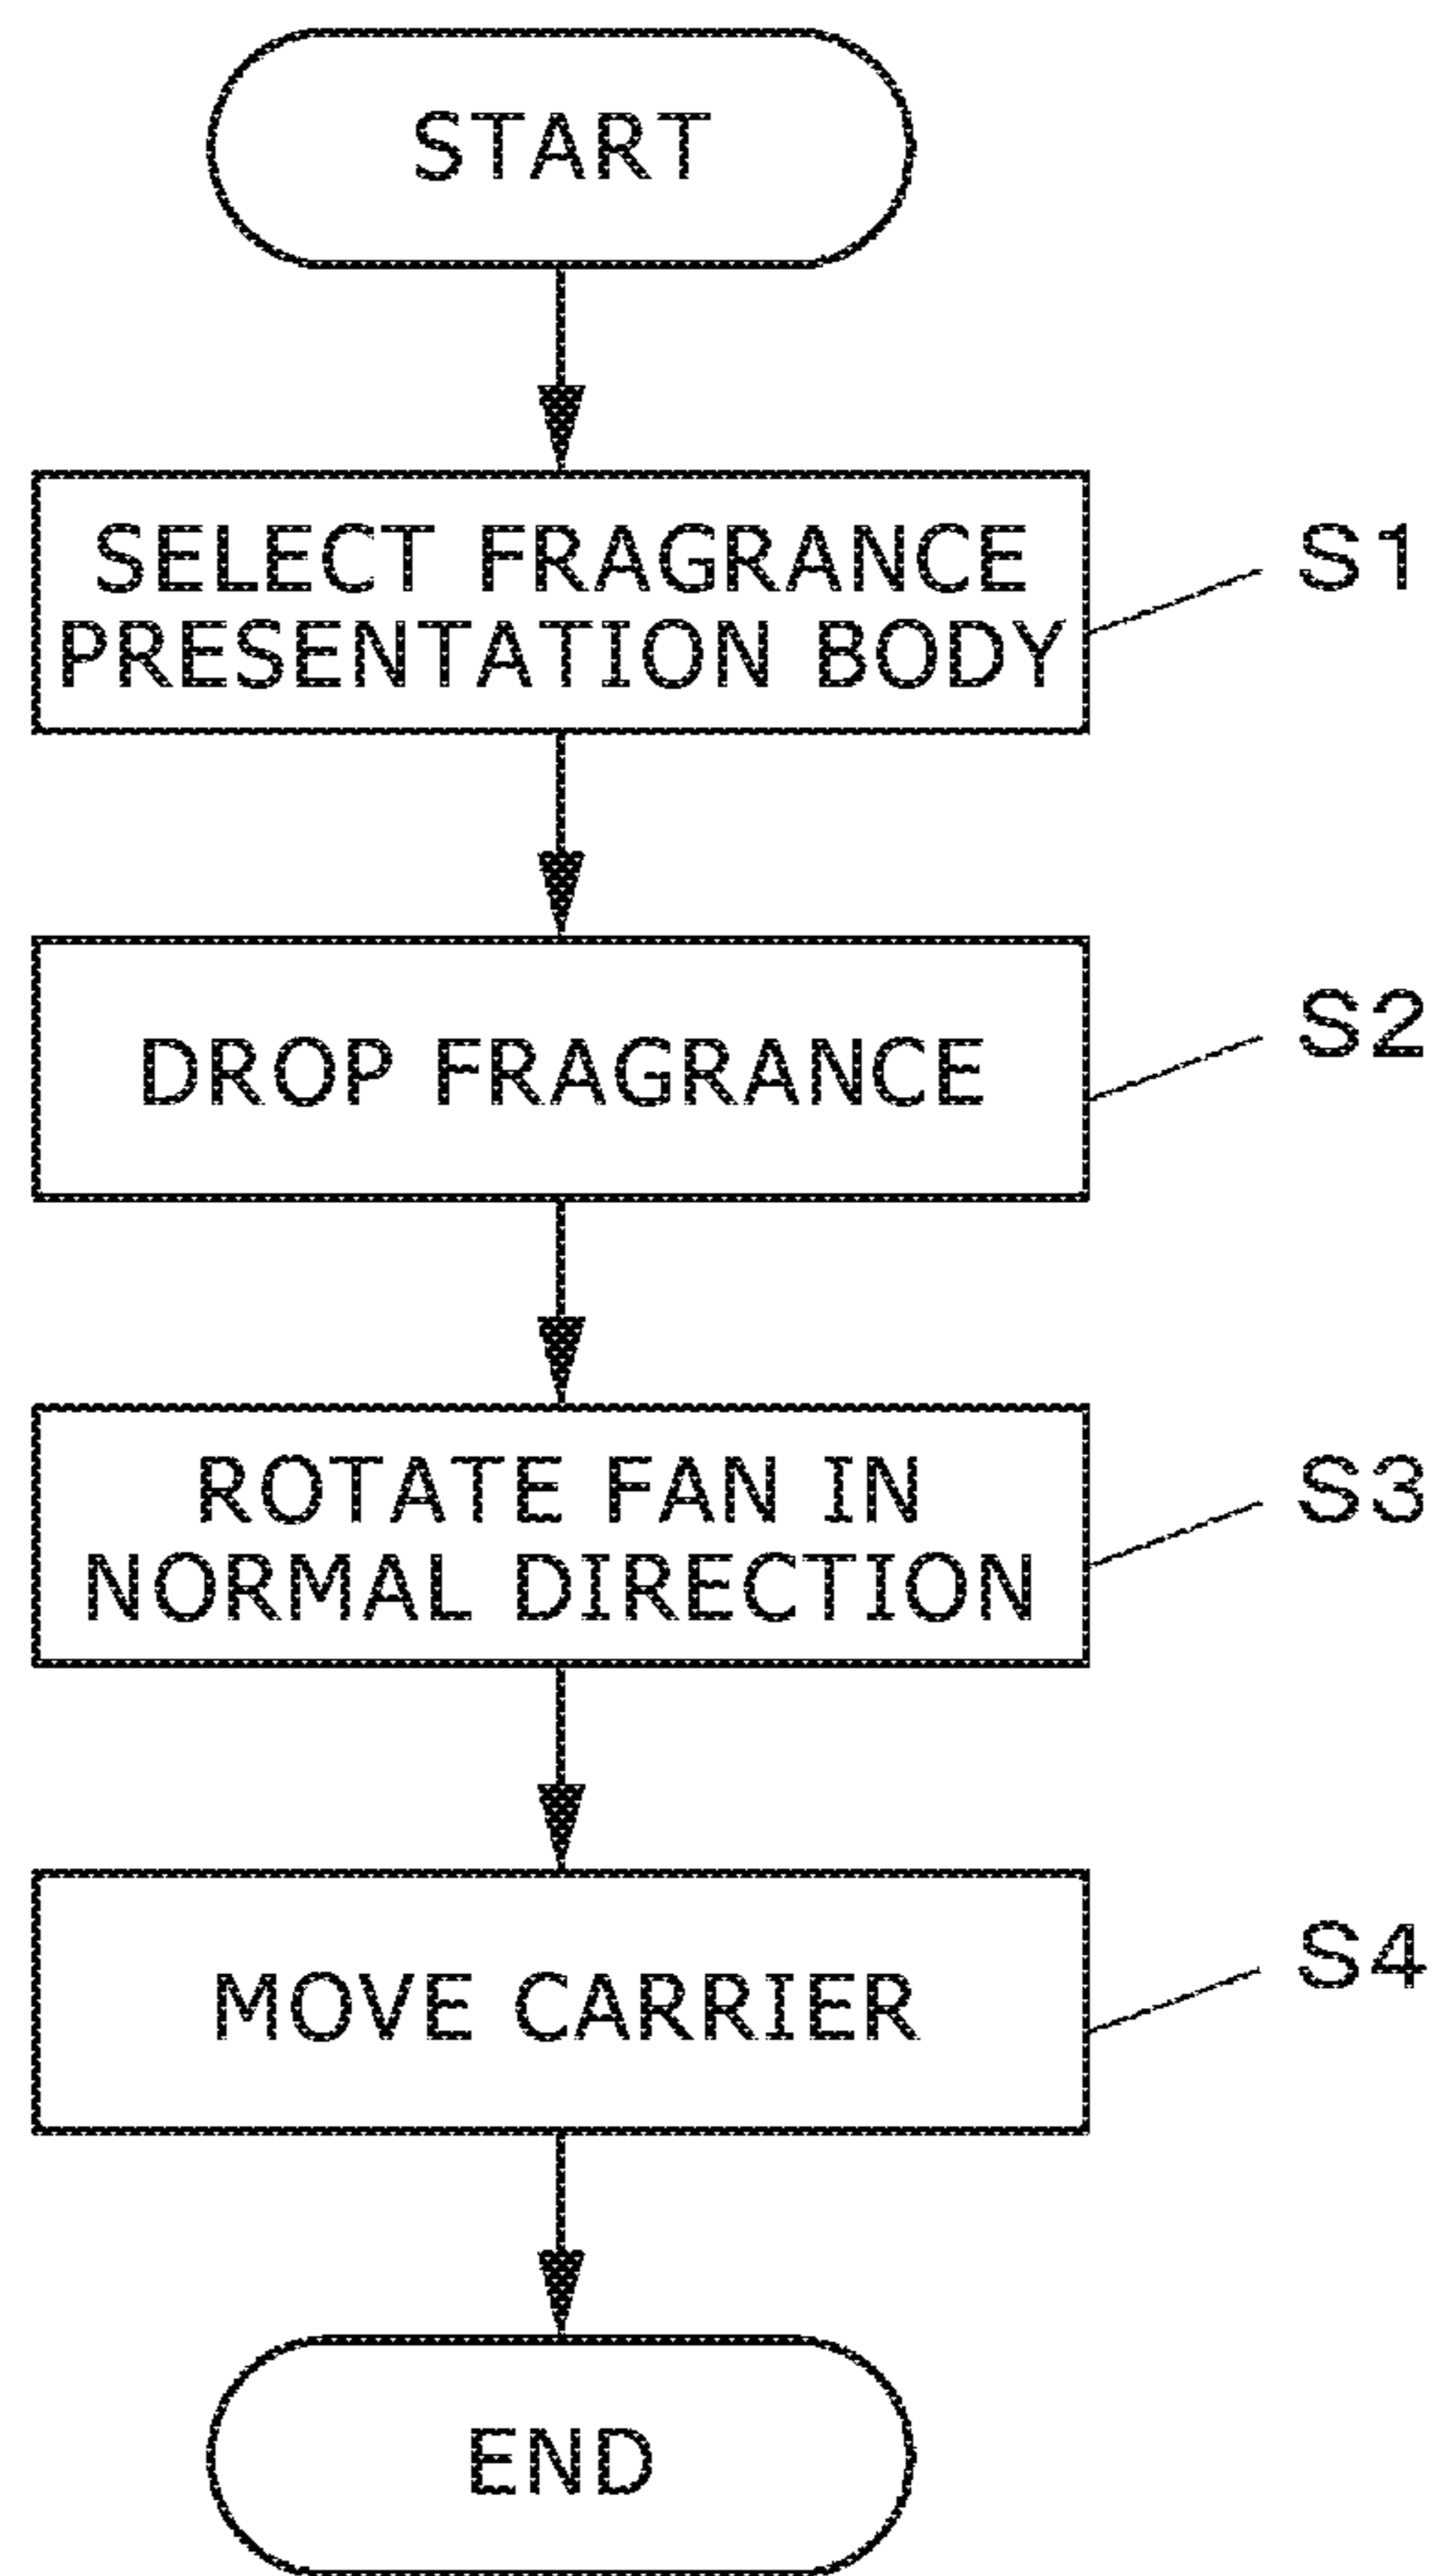 START
SELECT FRAGRANCE
PRESENTATION BODY
S1
DROP FRAGRANCE
S2
ROTATE FAN IN
NORMAL DIRECTION
S3
MOVE CARRIER
S4
END